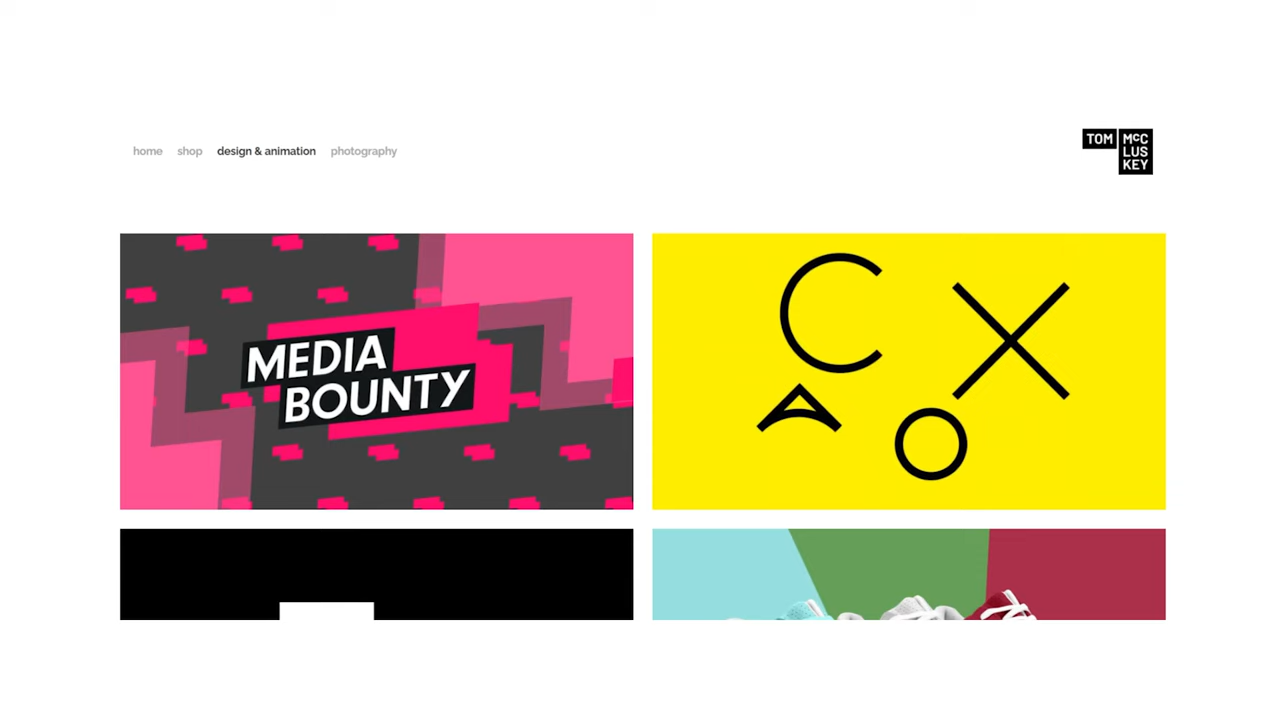 home shop design & animation photography
TOM McC
LUS
KEY
MEDIA
BOUNTY
C X
A O